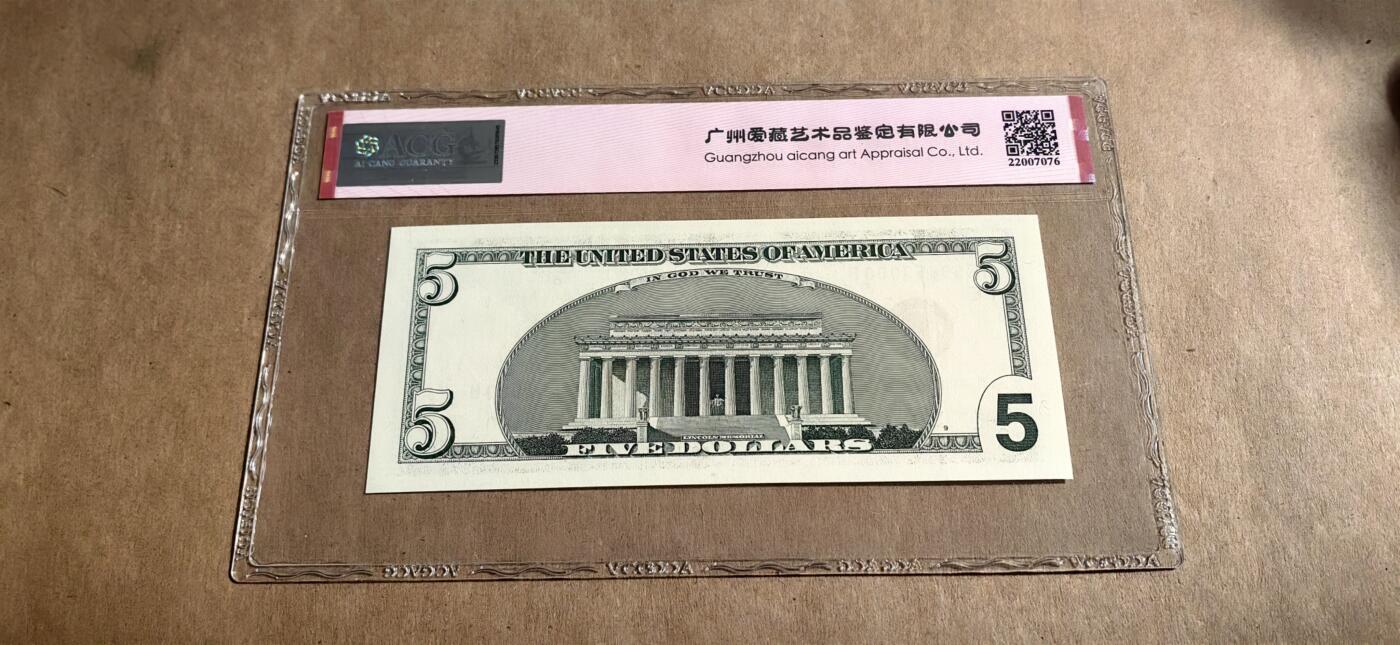 ACG
AI CANG GUARANTY
广州爱藏艺术品鉴定有限公司
Guangzhou aicang art Appraisal Co., Ltd.
22007076
THE UNITED STATES OF AMERICA
IN GOD WE TRUST
5
5
5
5
9
LINCOLN MEMORIAL
FIVE DOLLARS